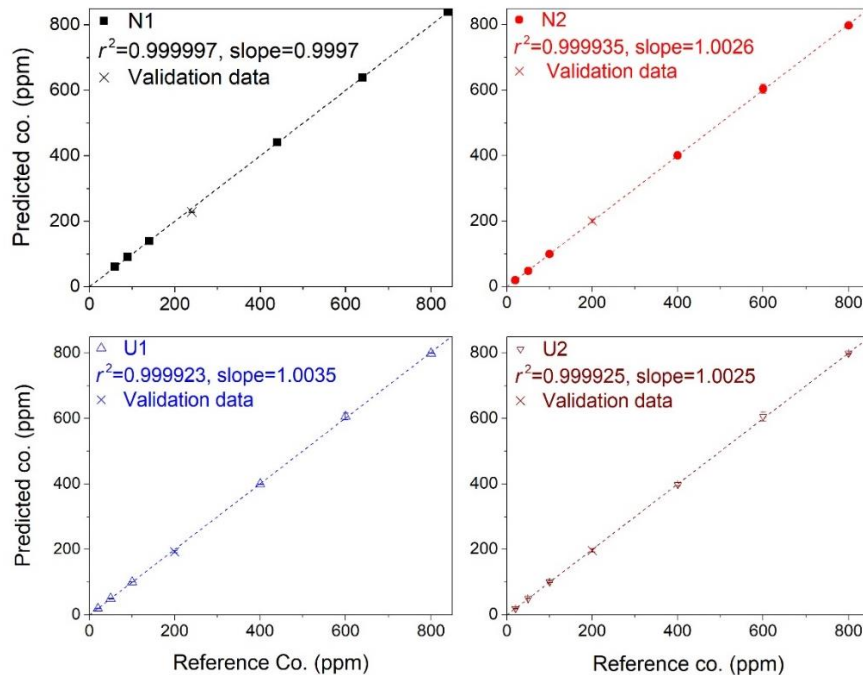 N1
r²=0.999997, slope=0.9997
Validation data
800
600
400
200
0
0 200 400 600 800
Predicted co. (ppm)
N2
r²=0.999935, slope=1.0026
Validation data
800
600
400
200
0
0 200 400 600 800
U1
r²=0.999923, slope=1.0035
Validation data
800
600
400
200
0
0 200 400 600 800
Predicted co. (ppm)
Reference Co. (ppm)
U2
r²=0.999925, slope=1.0025
Validation data
800
600
400
200
0
0 200 400 600 800
Reference co. (ppm)